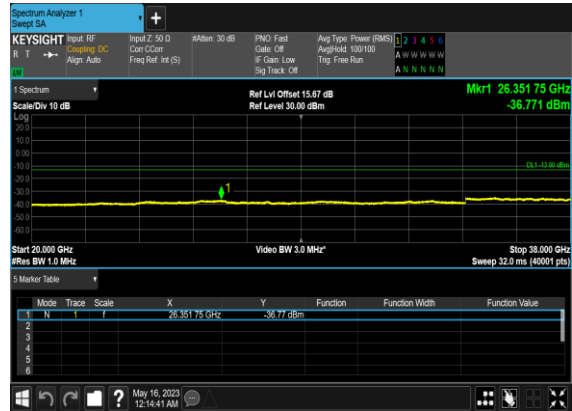 Spectrum Analyzer 1
Swept SA
+
KEYSIGHT Input: RF Input Z: 50 Ω #Atten: 30 dB PNO: Fast Avg Type: Power (RMS) 1 2 3 4 5 6
R T Coupling: DC Corr CCorr Gate: Off Avg|Hold: 100/100 A W W W W W
Align: Auto Freq Ref: Int (S) IF Gain: Low Trig: Free Run
Sig Track: Off A N N N N N
1 Spectrum Ref Lvl Offset 15.67 dB Mkr1 26.351 75 GHz
Scale/Div 10 dB Ref Level 30.00 dBm -36.771 dBm
Log
20.0
10.0
0.00
-10.0
DL1 -13.00 dBm
-20.0
-30.0
1
-40.0
-50.0
-60.0
Start 20.000 GHz Video BW 3.0 MHz* Stop 38.000 GHz
#Res BW 1.0 MHz Sweep 32.0 ms (40001 pts)
5 Marker Table
Mode Trace Scale X Y Function Function Width Function Value
1 N 1 f 26.351 75 GHz -36.77 dBm
2
3
4
5
6
? May 16, 2023
12:14:41 AM